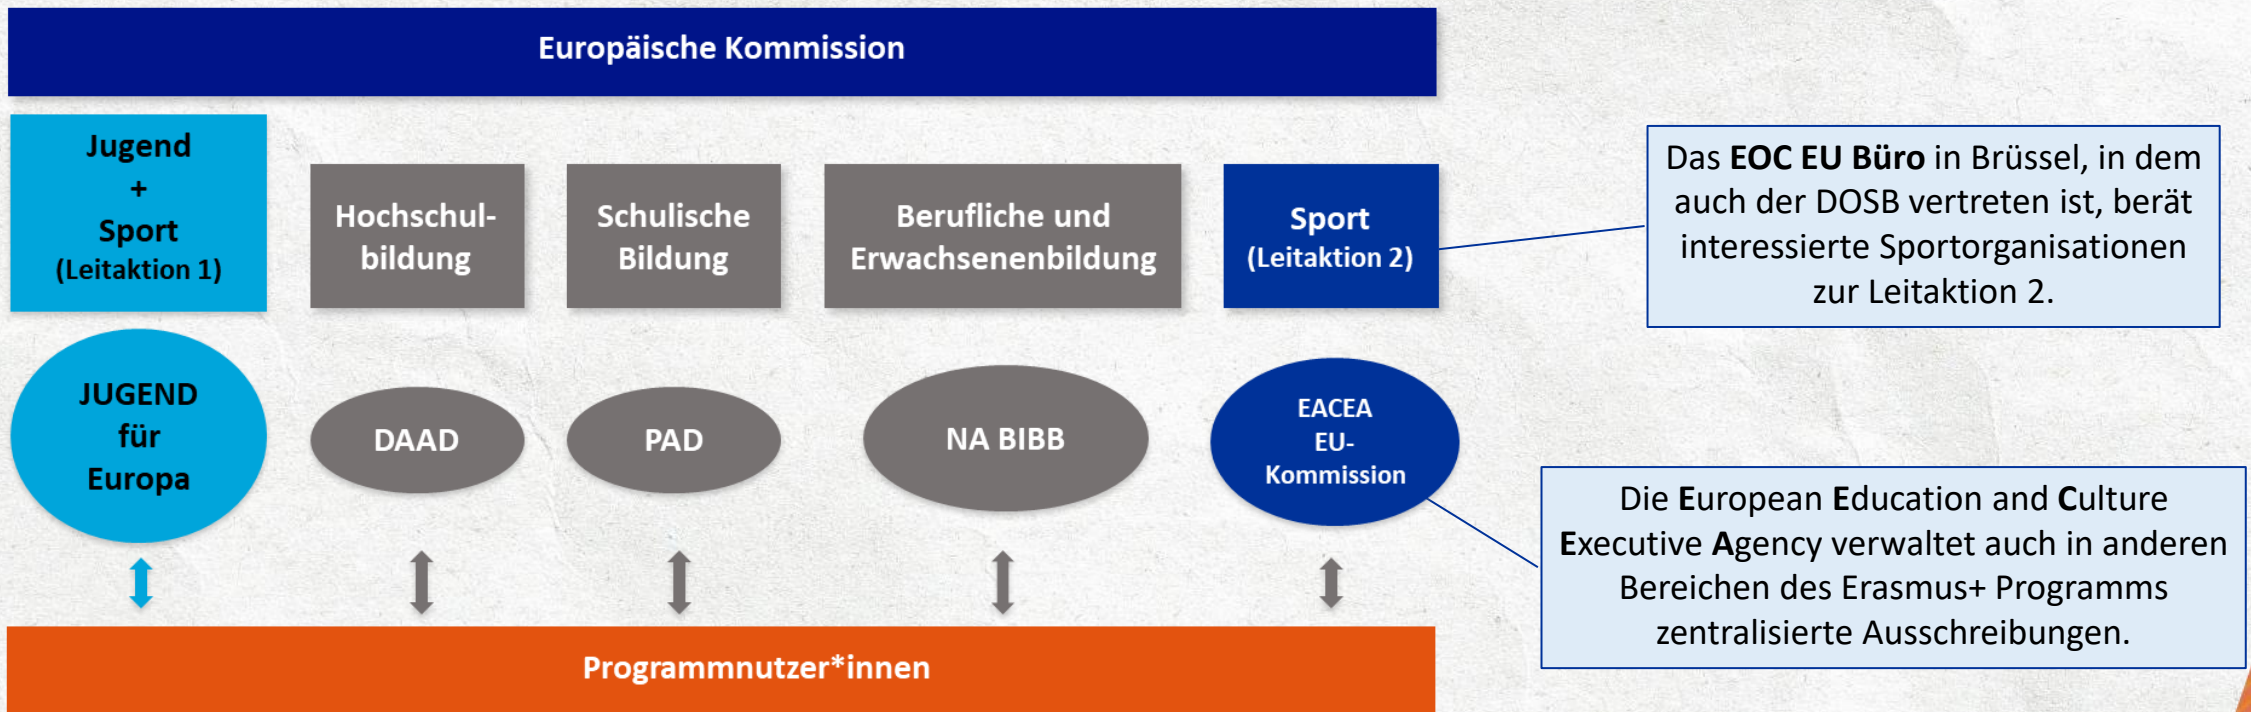 Europäische Kommission
Jugend
+
Sport
(Leitaktion 1)
Hochschul-
bildung
Schulische
Bildung
Berufliche und
Erwachsenenbildung
Sport
(Leitaktion 2)
Das EOC EU Büro in Brüssel, in dem
auch der DOSB vertreten ist, berät
interessierte Sportorganisationen
zur Leitaktion 2.
JUGEND
für
Europa
DAAD
PAD
NA BIBB
EACEA
EU-
Kommission
Die European Education and Culture
Executive Agency verwaltet auch in anderen
Bereichen des Erasmus+ Programms
zentralisierte Ausschreibungen.
Programmnutzer*innen